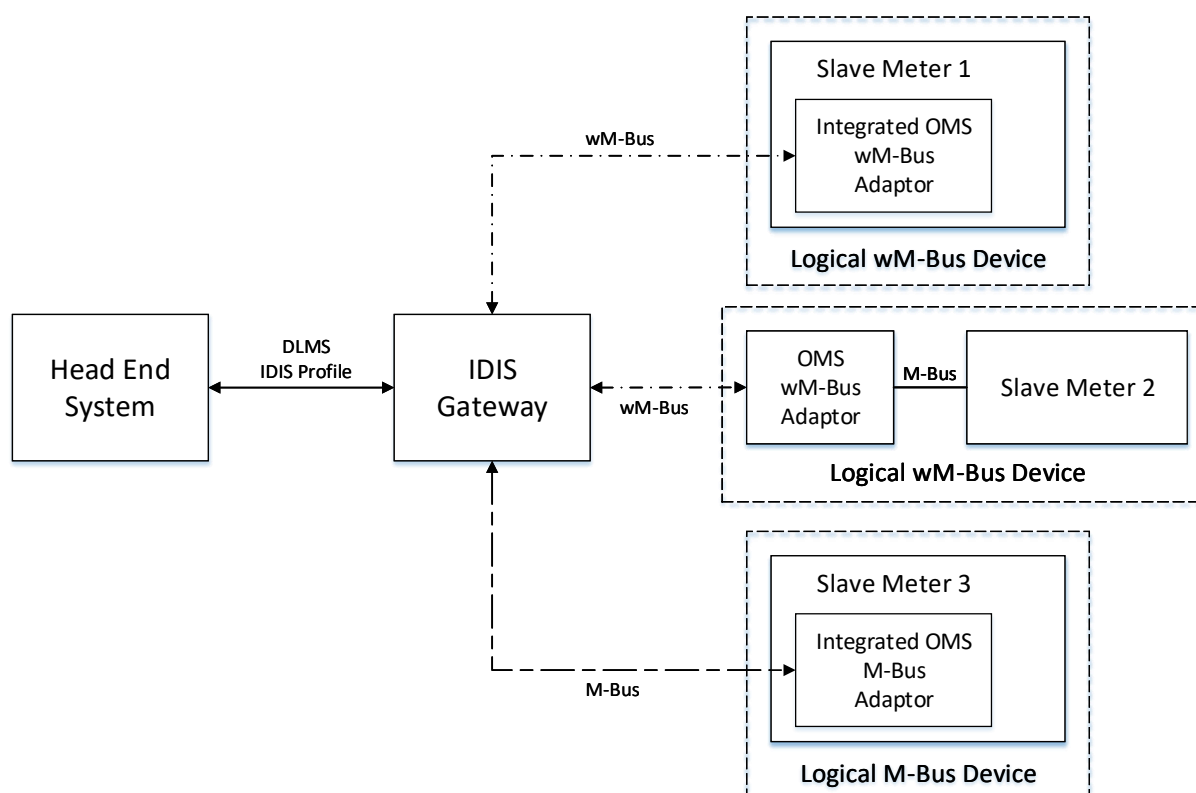 Slave Meter 1
Integrated OMS
wM-Bus
Adaptor
Logical wM-Bus Device
wM-Bus
Head End
System
DLMS
IDIS Profile
IDIS
Gateway
wM-Bus
OMS
wM-Bus
Adaptor
M-Bus
Slave Meter 2
Logical wM-Bus Device
Slave Meter 3
Integrated OMS
M-Bus
Adaptor
M-Bus
Logical M-Bus Device